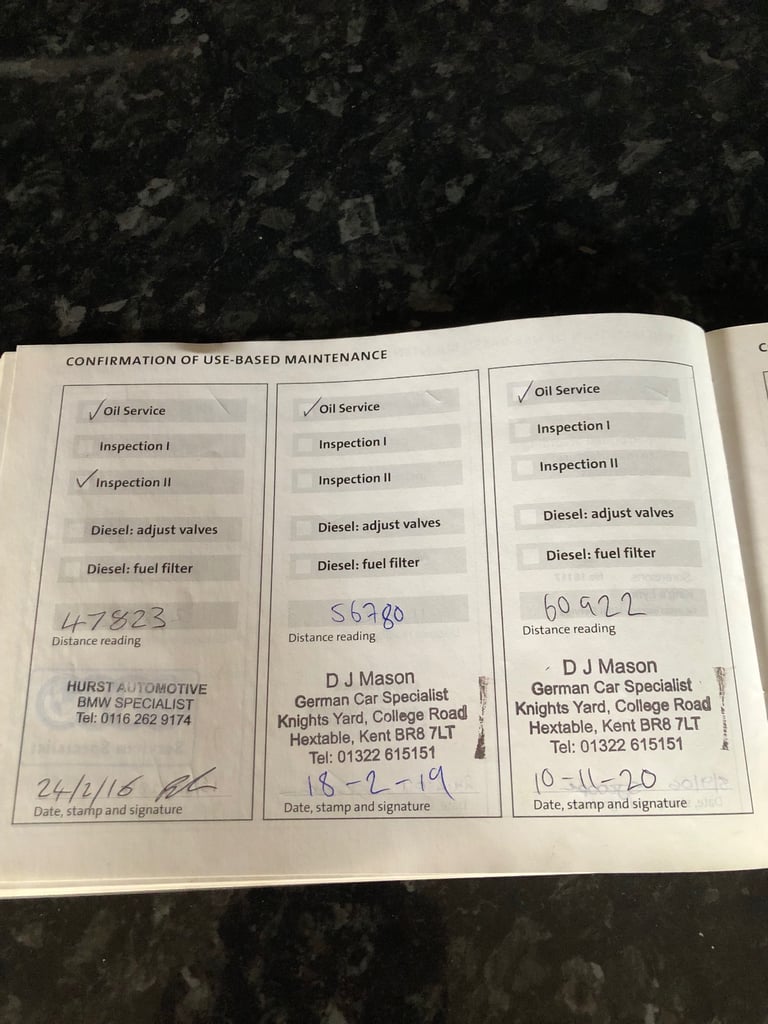 CONFIRMATION OF USE-BASED MAINTENANCE
✓ Oil Service
Inspection I
✓ Inspection II
Diesel: adjust valves
Diesel: fuel filter
47823
Distance reading
HURST AUTOMOTIVE
BMW SPECIALIST
Tel: 0116 262 9174
24/2/16
Date, stamp and signature
✓ Oil Service
Inspection I
Inspection II
Diesel: adjust valves
Diesel: fuel filter
56780
Distance reading
D J Mason
German Car Specialist
Knights Yard, College Road
Hextable, Kent BR8 7LT
Tel: 01322 615151
18-2-19
Date, stamp and signature
✓ Oil Service
Inspection I
Inspection II
Diesel: adjust valves
Diesel: fuel filter
60922
Distance reading
D J Mason
German Car Specialist
Knights Yard, College Road
Hextable, Kent BR8 7LT
Tel: 01322 615151
10-11-20
Date, stamp and signature
C